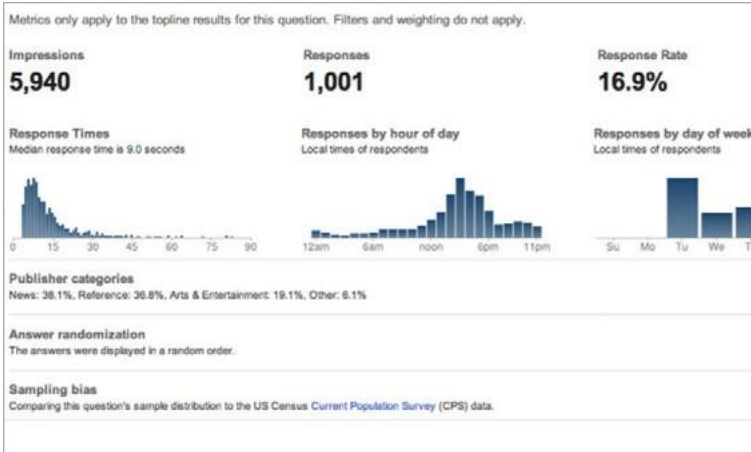 Metrics only apply to the topline results for this question. Filters and weighting do not apply.
Impressions
5,940
Responses
1,001
Response Rate
16.9%
Response Times
Median response time is 9.0 seconds
0 15 30 45 60 75 90
Responses by hour of day
Local times of respondents
12am 6am noon 6pm 11pm
Responses by day of week
Local times of respondents
Su Mo Tu We T
Publisher categories
News: 38.1%, Reference: 36.8%, Arts & Entertainment: 19.1%, Other: 6.1%
Answer randomization
The answers were displayed in a random order.
Sampling bias
Comparing this question's sample distribution to the US Census Current Population Survey (CPS) data.